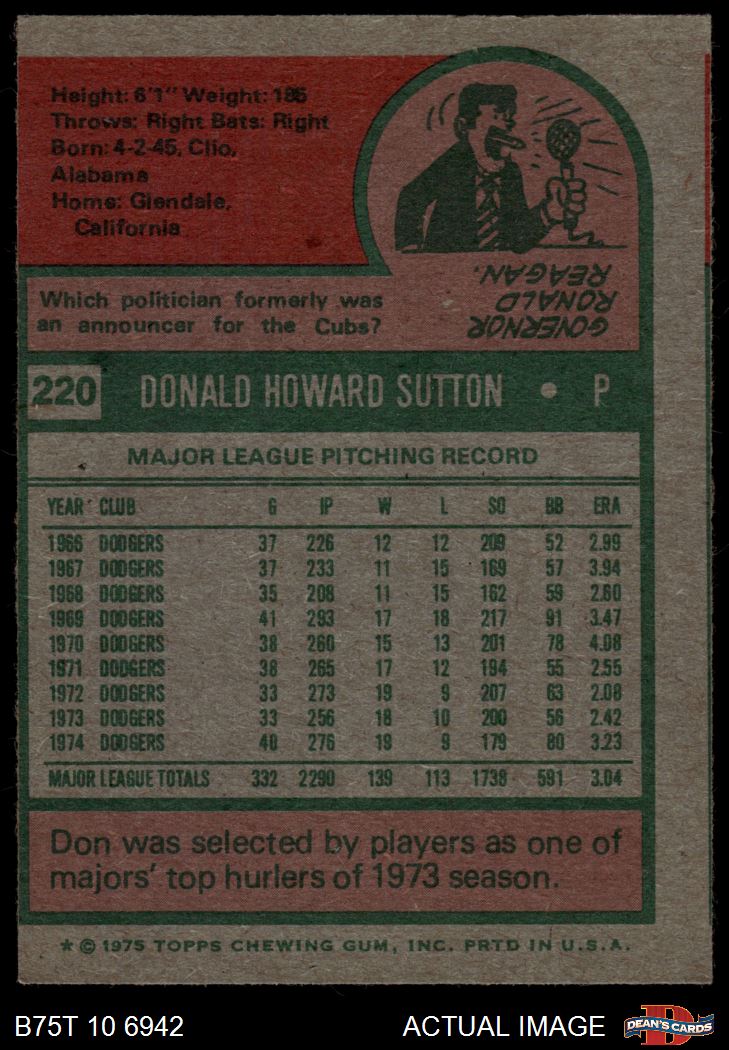 Height: 6'1" Weight: 185
Throws: Right Bats: Right
Born: 4-2-45, Clio,
Alabama
Home: Glendale,
California
Which politician formerly was
an announcer for the Cubs?
GOVERNOR
RONALD
REAGAN.
220 DONALD HOWARD SUTTON • P
MAJOR LEAGUE PITCHING RECORD
YEAR CLUB G IP W L SO BB ERA
1966 DODGERS 37 226 12 12 209 52 2.99
1967 DODGERS 37 233 11 15 169 57 3.94
1968 DODGERS 35 208 11 15 162 59 2.60
1969 DODGERS 41 293 17 18 217 91 3.47
1970 DODGERS 38 260 15 13 201 78 4.08
1971 DODGERS 38 265 17 12 194 55 2.55
1972 DODGERS 33 273 19 9 207 63 2.08
1973 DODGERS 33 256 18 10 200 56 2.42
1974 DODGERS 40 276 19 9 179 80 3.23
MAJOR LEAGUE TOTALS 332 2290 139 113 1738 591 3.04
Don was selected by players as one of
majors' top hurlers of 1973 season.
* © 1975 TOPPS CHEWING GUM, INC. PRTD IN U.S.A.
B75T 10 6942 ACTUAL IMAGE
DEAN'S CARDS